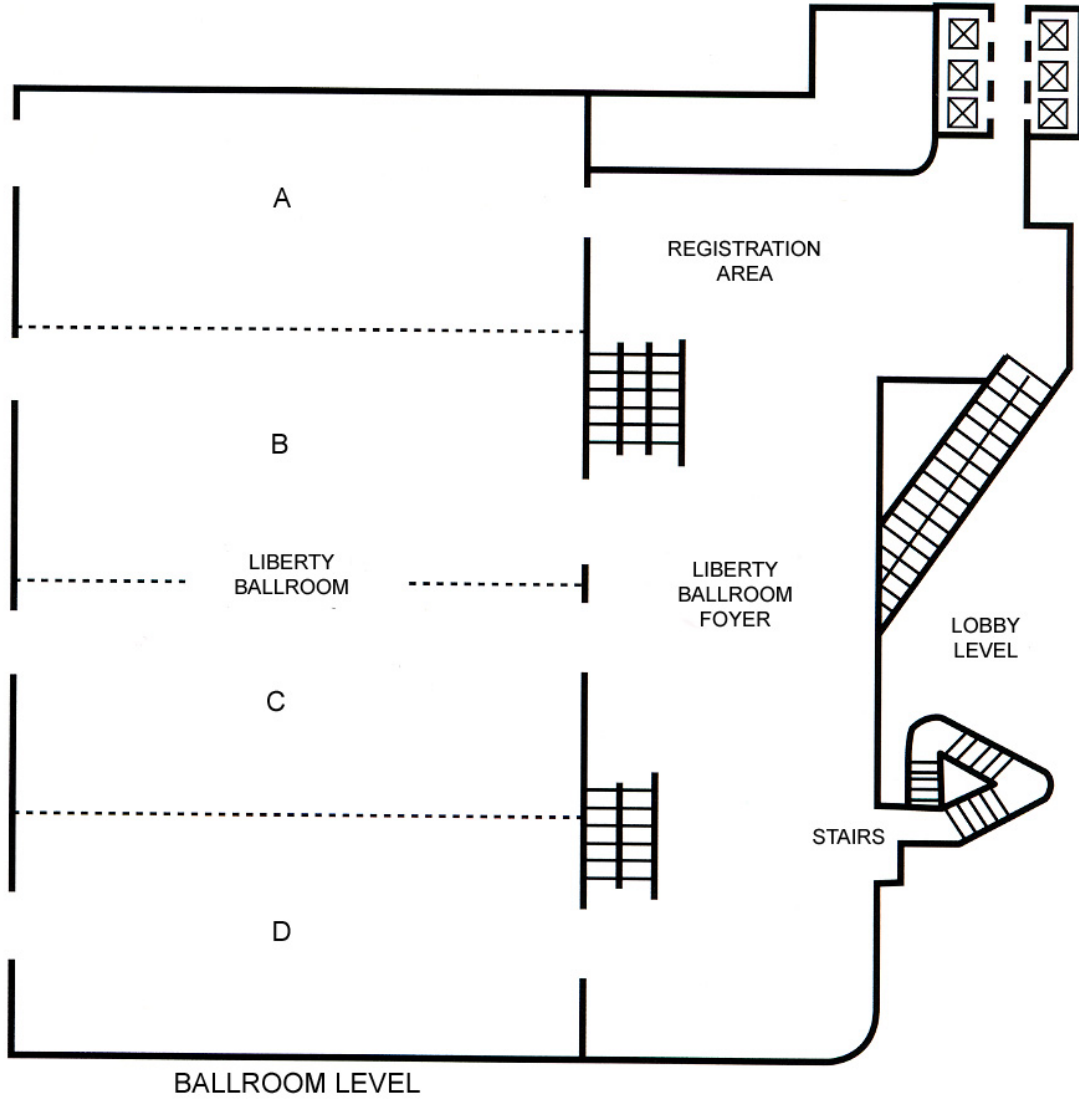 A
REGISTRATION
AREA
B
LIBERTY
BALLROOM
LIBERTY
BALLROOM
FOYER
LOBBY
LEVEL
C
STAIRS
D
BALLROOM LEVEL